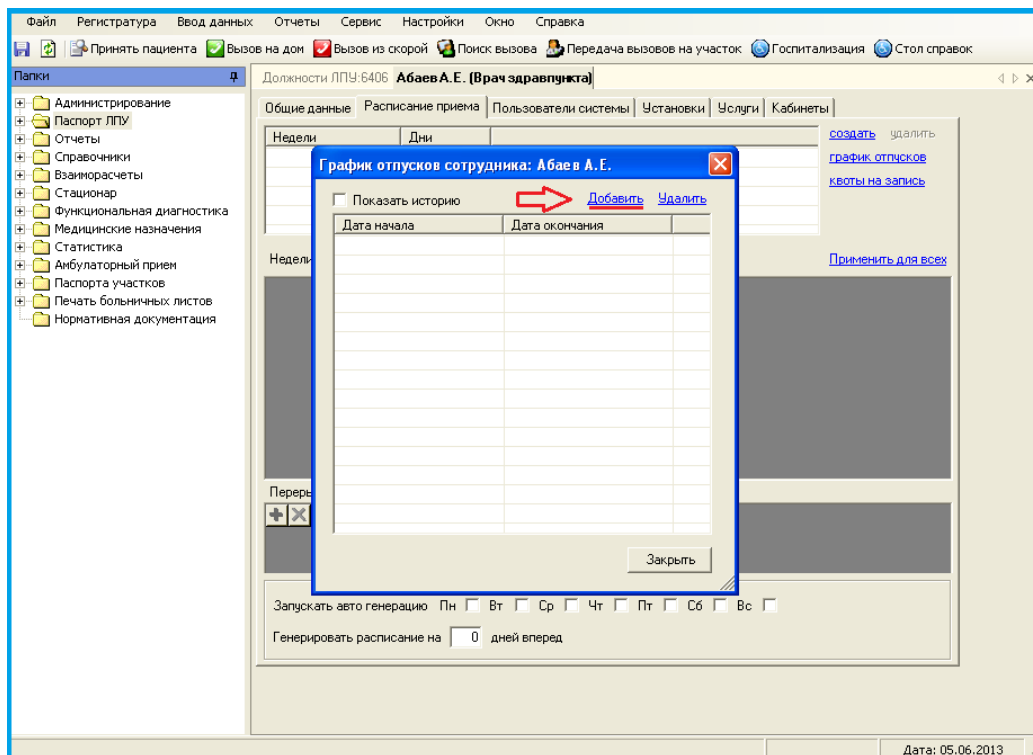 Файл Регистратура Ввод данных Отчеты Сервис Настройки Окно Справка
Принять пациента Вызов на дом Вызов из скорой Поиск вызова Передача вызовов на участок Госпитализация Стол справок
Папки
Должности ЛПУ:6406 Абаев А.Е. (Врач здравпункта)
Администрирование
Паспорт ЛПУ
Отчеты
Справочники
Взаиморасчеты
Стационар
Функциональная диагностика
Медицинские назначения
Статистика
Амбулаторный прием
Паспорта участков
Печать больничных листов
Нормативная документация
Общие данные Расписание приема Пользователи системы Установки Услуги Кабинеты
Недели Дни
создать удалить
график отпусков
квоты на запись
График отпусков сотрудника: Абаев А.Е.
Показать историю Добавить Удалить
Дата начала Дата окончания
Недели
Применить для всех
Закрыть
Запускать авто генерацию Пн Вт Ср Чт Пт Сб Вс
Генерировать расписание на 0 дней вперед
Дата: 05.06.2013